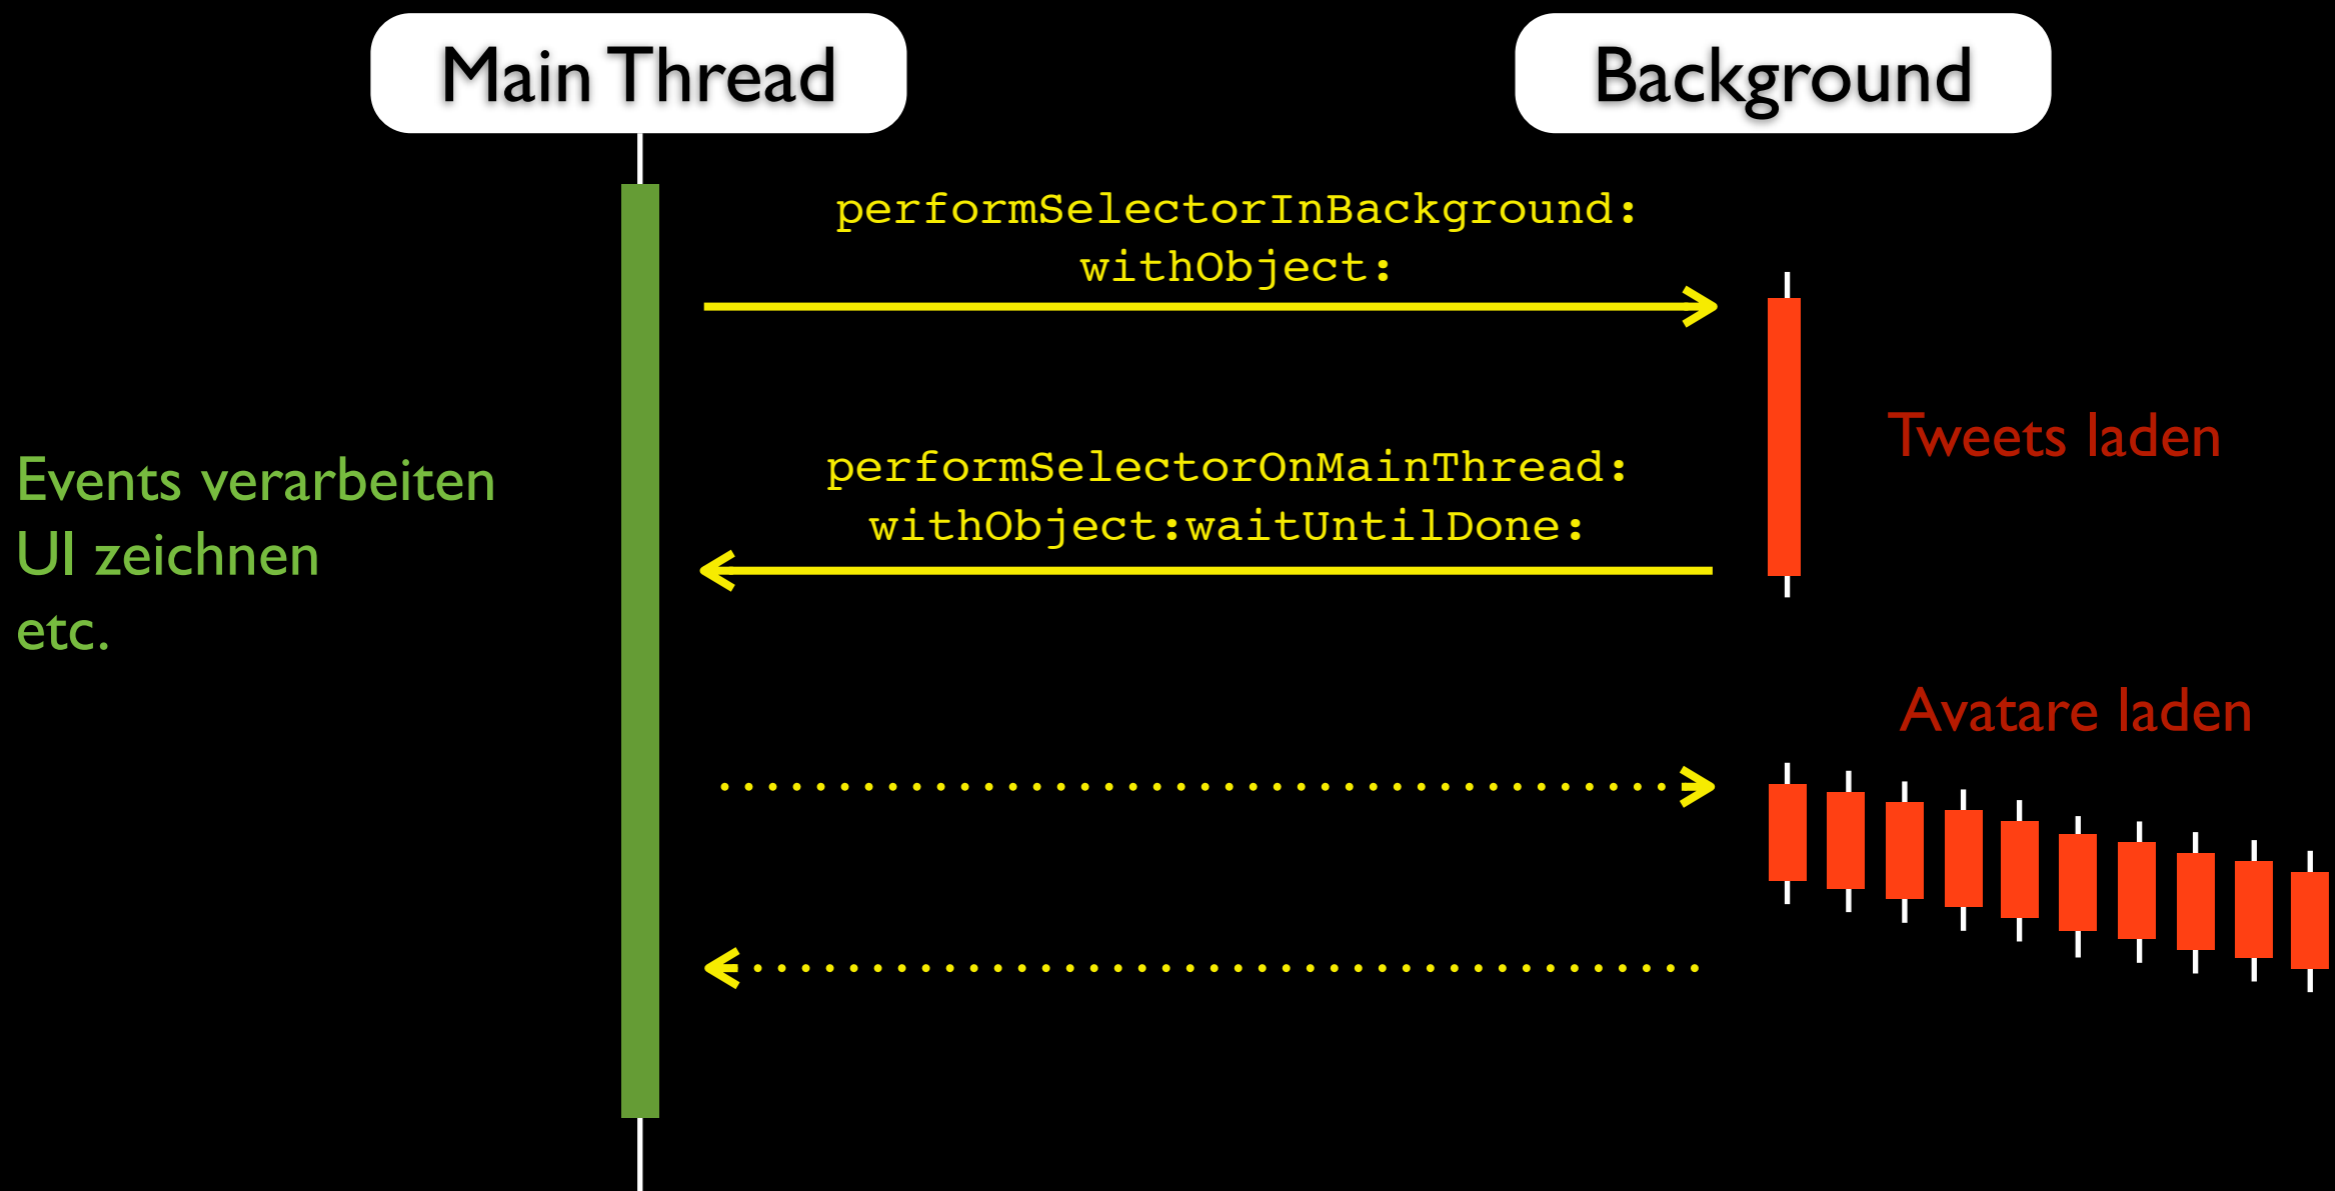 Main Thread
Background
performSelectorInBackground:
withObject:
Tweets laden
performSelectorOnMainThread:
withObject:waitUntilDone:
Events verarbeiten
UI zeichnen
etc.
Avatare laden